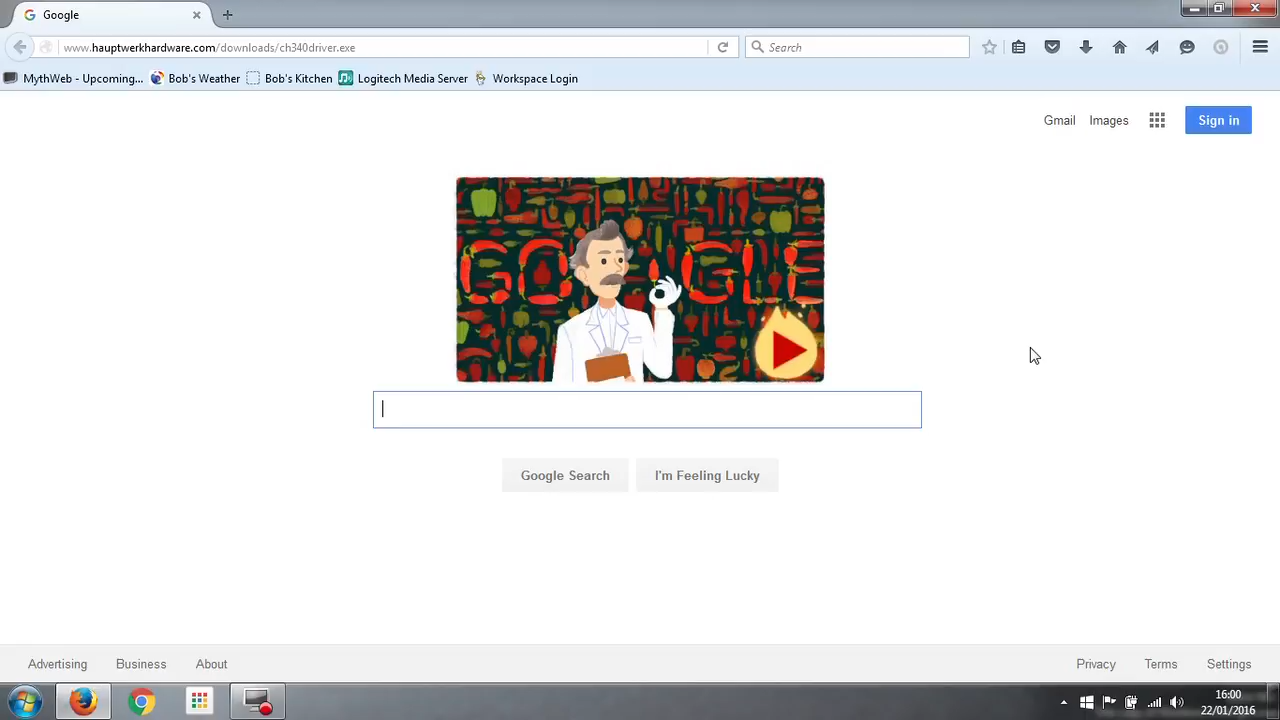 Google
www.hauptwerkhardware.com/downloads/ch340driver.exe
Search
MythWeb - Upcoming... Bob's Weather Bob's Kitchen Logitech Media Server Workspace Login
Gmail Images Sign in
GOOGLE
Google Search I'm Feeling Lucky
Advertising Business About Privacy Terms Settings
16:00
22/01/2016